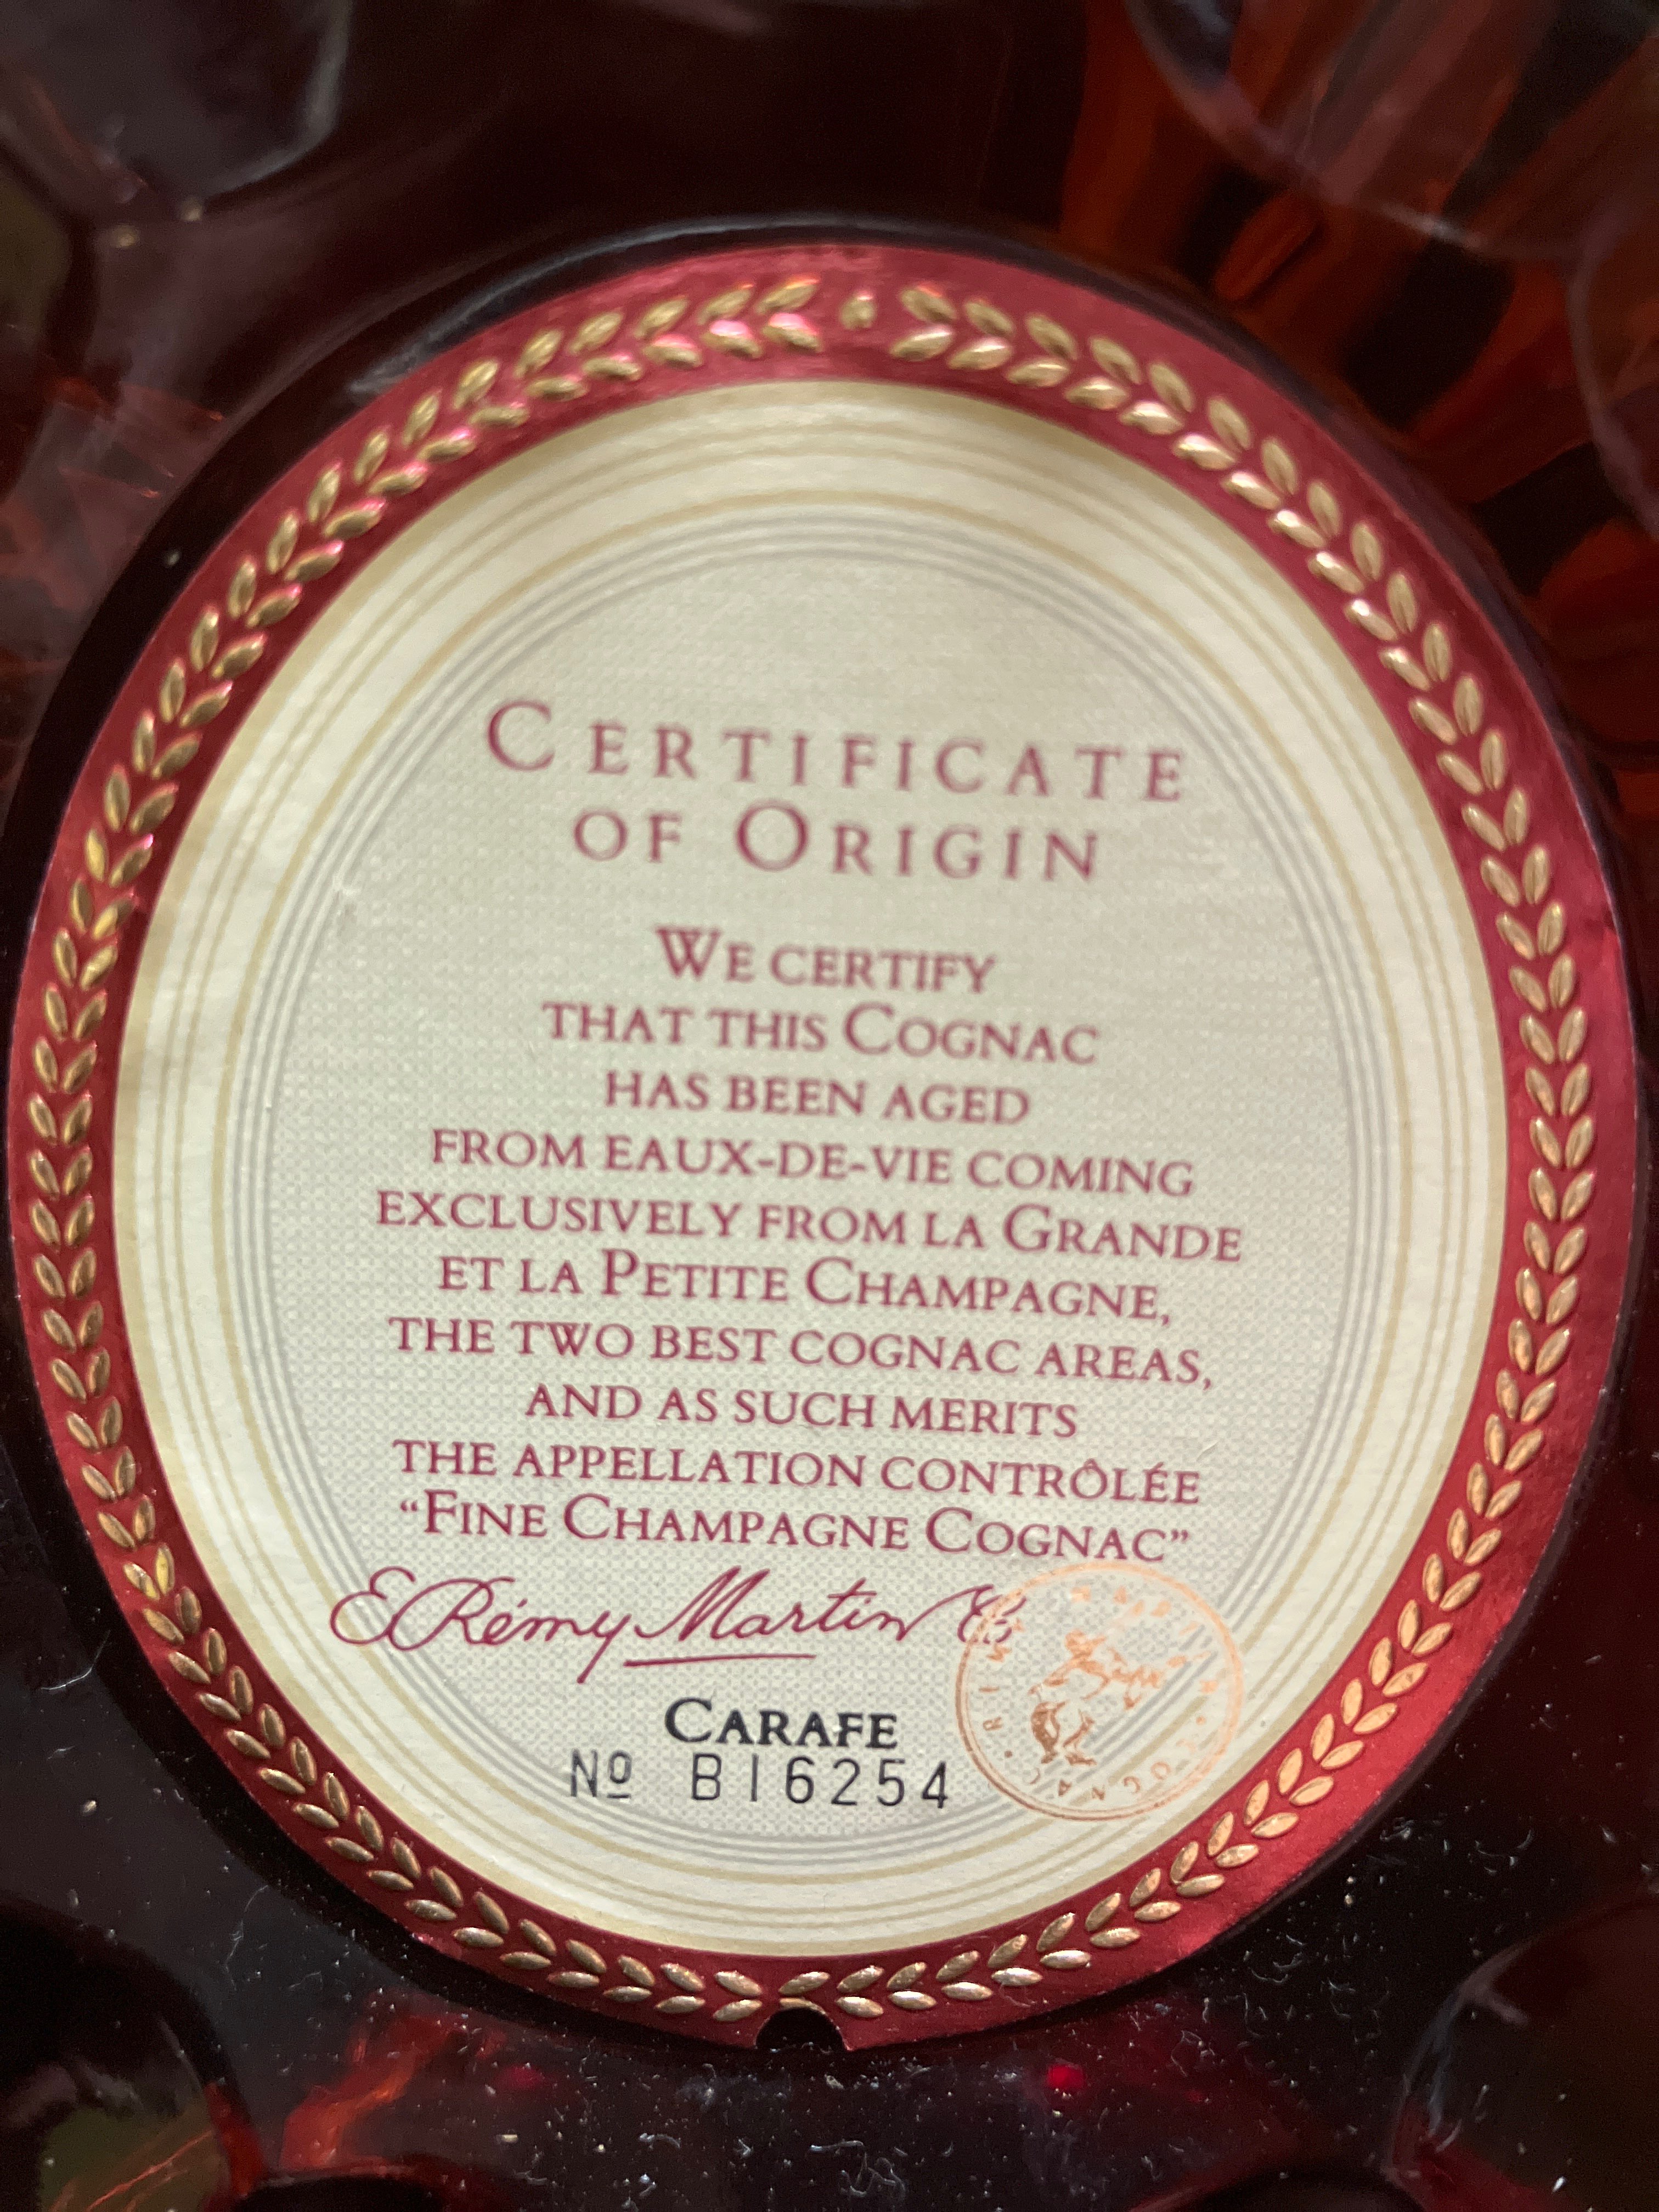 CERTIFICATE
OF ORIGIN
WE CERTIFY
THAT THIS COGNAC
HAS BEEN AGED
FROM EAUX-DE-VIE COMING
EXCLUSIVELY FROM LA GRANDE
ET LA PETITE CHAMPAGNE,
THE TWO BEST COGNAC AREAS,
AND AS SUCH MERITS
THE APPELLATION CONTRÔLÉE
“FINE CHAMPAGNE COGNAC”
E. Rémy Martin & Co
CARAFE
Nº B16254